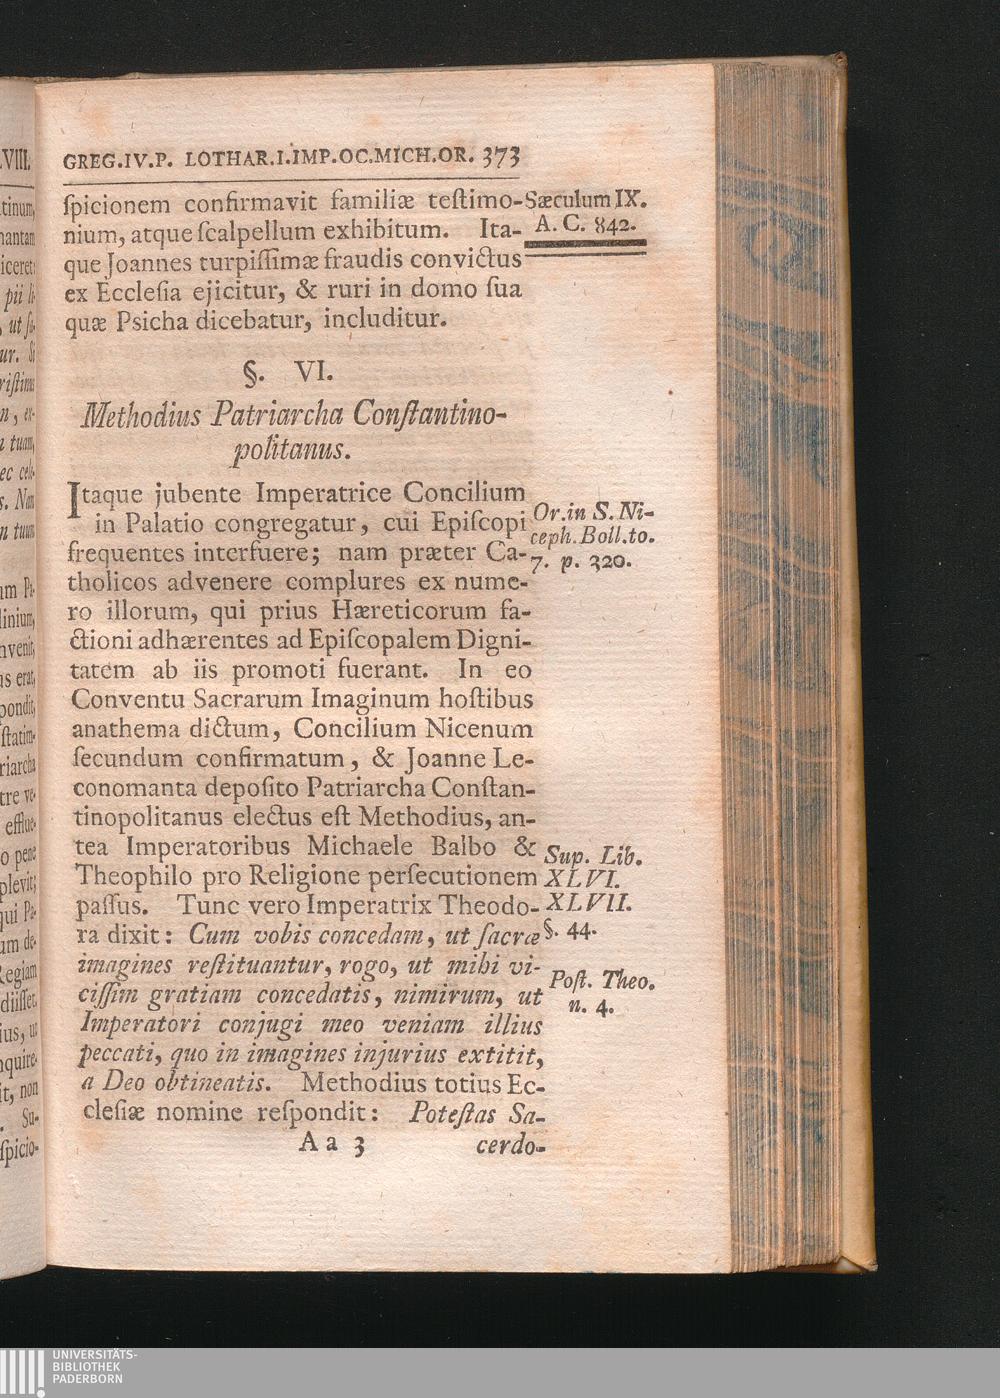 GREG.IV.P. LOTHAR.I.IMP.OC.MICH.OR. 373
ſpicionem confirmavit familiæ teſtimo-
nium, atque ſcalpellum exhibitum. Ita-
que Joannes turpiſſimæ fraudis convictus
ex Eccleſia ejicitur, & ruri in domo ſua
quæ Psicha dicebatur, includitur.
Sæculum IX.
A. C. 842.
§. VI.
Methodius Patriarcha Conſtantino-
politanus.
Itaque jubente Imperatrice Concilium
in Palatio congregatur, cui Epiſcopi
frequentes interfuere; nam præter Ca-
tholicos advenere complures ex nume-
ro illorum, qui prius Hæreticorum fa-
ctioni adhærentes ad Epiſcopalem Digni-
tatem ab iis promoti fuerant. In eo
Conventu Sacrarum Imaginum hoſtibus
anathema dictum, Concilium Nicenum
ſecundum confirmatum, & Joanne Le-
conomanta depoſito Patriarcha Conſtan-
tinopolitanus electus eſt Methodius, an-
tea Imperatoribus Michaele Balbo &
Theophilo pro Religione perſecutionem
paſſus. Tunc vero Imperatrix Theodo-
ra dixit: Cum vobis concedam, ut ſacræ
imagines reſtituantur, rogo, ut mihi vi-
ciſſim gratiam concedatis, nimirum, ut
Imperatori conjugi meo veniam illius
peccati, quo in imagines injurius extitit,
a Deo obtineatis. Methodius totius Ec-
cleſiæ nomine reſpondit: Poteſtas Sa-
Or. in S. Ni-
ceph. Boll. to.
7. p. 320.
Sup. Lib.
XLVI.
XLVII.
§. 44.
Poſt. Theo.
n. 4.
A a 3 cerdo-
UNIVERSITÄTS-
BIBLIOTHEK
PADERBORN